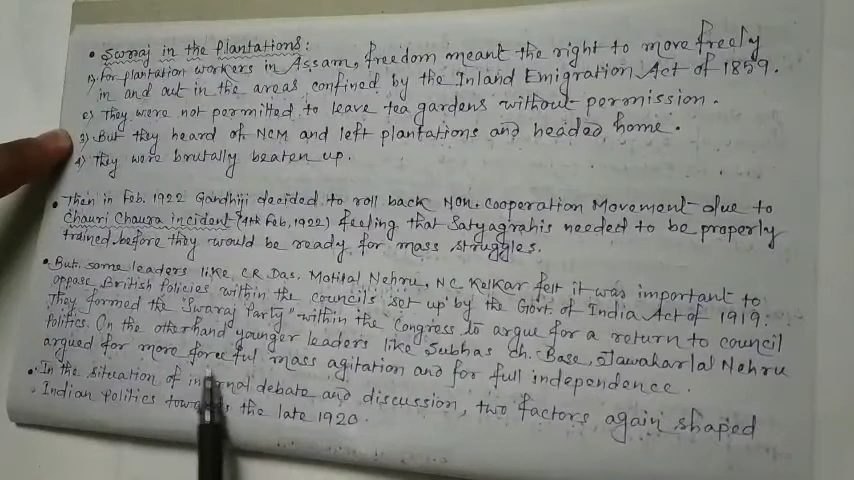 • Swaraj in the Plantations:
1) For plantation workers in Assam, freedom meant the right to move freely
in and out in the areas confined by the Inland Emigration Act of 1859.
2) They were not permitted to leave tea gardens without permission.
3) But they heard of NCM and left plantations and headed home.
4) They were brutally beaten up.
• Then in Feb. 1922 Gandhiji decided to roll back Non-Cooperation Movement due to
Chauri Chaura incident (4th Feb, 1922) feeling that Satyagrahis needed to be properly
trained before they would be ready for mass struggles.
• But some leaders like C.R. Das, Motilal Nehru, N.C. Kelkar felt it was important to
oppose British policies within the councils set up by the Govt. of India Act of 1919.
They formed the "Swaraj Party" within the Congress to argue for a return to council
politics. On the other hand younger leaders like Subhas Ch. Bose, Jawaharlal Nehru
argued for more forceful mass agitation and for full independence.
• In the situation of internal debate and discussion, two factors again shaped
Indian politics towards the late 1920.